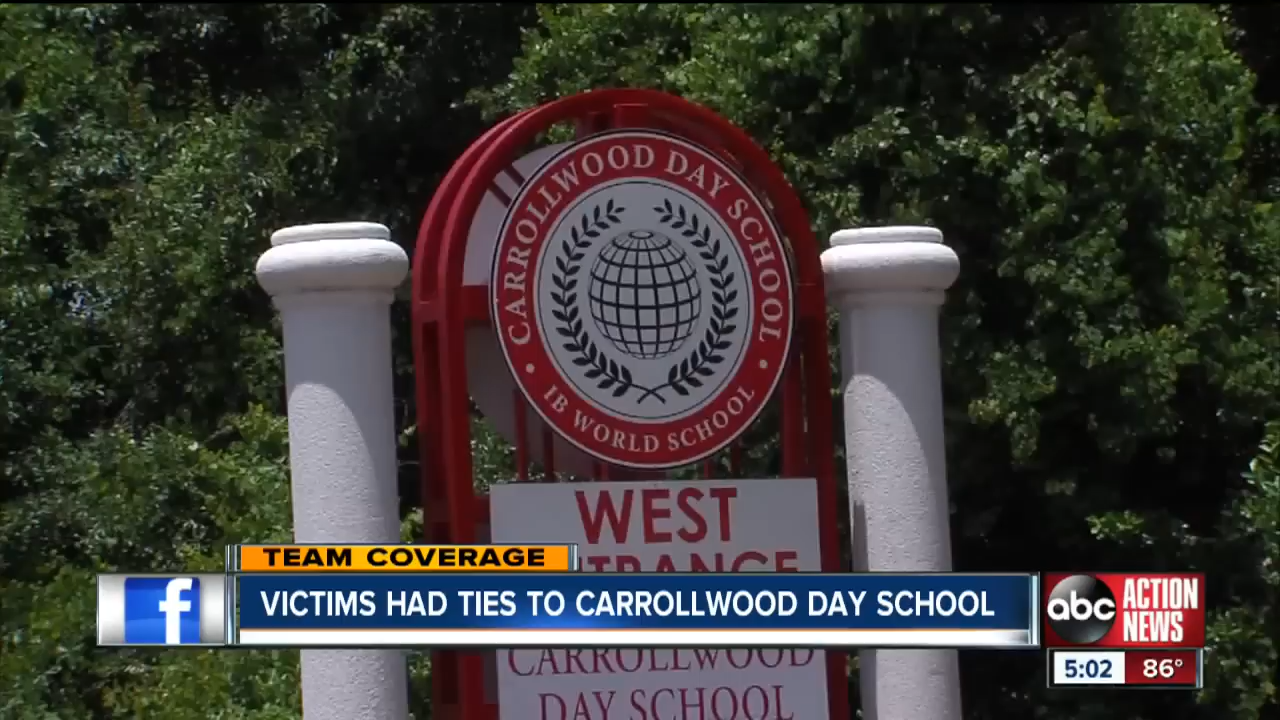 CARROLLWOOD DAY SCHOOL
IB WORLD SCHOOL
WEST
ENTRANCE
TEAM COVERAGE
f
VICTIMS HAD TIES TO CARROLLWOOD DAY SCHOOL
abc
ACTION
NEWS
5:02 86°
CARROLLWOOD
DAY SCHOOL